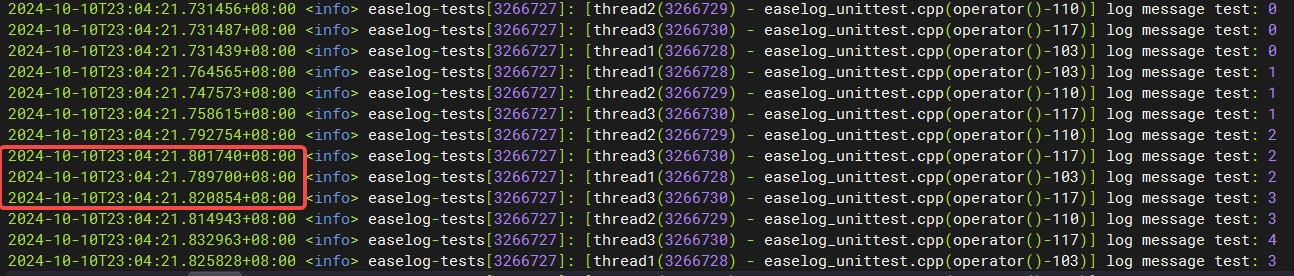 2024-10-10T23:04:21.731456+08:00 <info> easelog-tests[3266727]: [thread2(3266729) - easelog_unittest.cpp(operator()-110)] log message test: 0
2024-10-10T23:04:21.731487+08:00 <info> easelog-tests[3266727]: [thread3(3266730) - easelog_unittest.cpp(operator()-117)] log message test: 0
2024-10-10T23:04:21.731439+08:00 <info> easelog-tests[3266727]: [thread1(3266728) - easelog_unittest.cpp(operator()-103)] log message test: 0
2024-10-10T23:04:21.764565+08:00 <info> easelog-tests[3266727]: [thread1(3266728) - easelog_unittest.cpp(operator()-103)] log message test: 1
2024-10-10T23:04:21.747573+08:00 <info> easelog-tests[3266727]: [thread2(3266729) - easelog_unittest.cpp(operator()-110)] log message test: 1
2024-10-10T23:04:21.758615+08:00 <info> easelog-tests[3266727]: [thread3(3266730) - easelog_unittest.cpp(operator()-117)] log message test: 1
2024-10-10T23:04:21.792754+08:00 <info> easelog-tests[3266727]: [thread2(3266729) - easelog_unittest.cpp(operator()-110)] log message test: 2
2024-10-10T23:04:21.801740+08:00 <info> easelog-tests[3266727]: [thread3(3266730) - easelog_unittest.cpp(operator()-117)] log message test: 2
2024-10-10T23:04:21.789700+08:00 <info> easelog-tests[3266727]: [thread1(3266728) - easelog_unittest.cpp(operator()-103)] log message test: 2
2024-10-10T23:04:21.820854+08:00 <info> easelog-tests[3266727]: [thread3(3266730) - easelog_unittest.cpp(operator()-117)] log message test: 3
2024-10-10T23:04:21.814943+08:00 <info> easelog-tests[3266727]: [thread2(3266729) - easelog_unittest.cpp(operator()-110)] log message test: 3
2024-10-10T23:04:21.832963+08:00 <info> easelog-tests[3266727]: [thread3(3266730) - easelog_unittest.cpp(operator()-117)] log message test: 4
2024-10-10T23:04:21.825828+08:00 <info> easelog-tests[3266727]: [thread1(3266728) - easelog_unittest.cpp(operator()-103)] log message test: 3